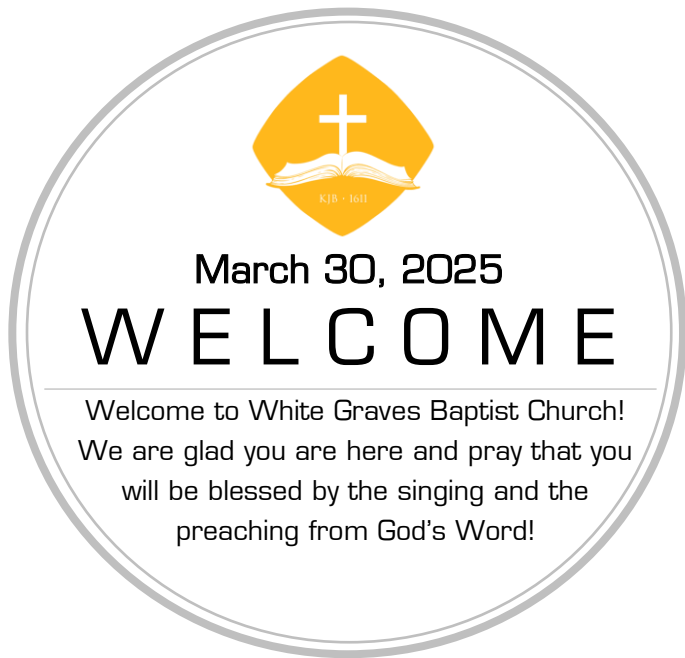 KJB · 1611
March 30, 2025
WELCOME
Welcome to White Graves Baptist Church!
We are glad you are here and pray that you
will be blessed by the singing and the
preaching from God's Word!